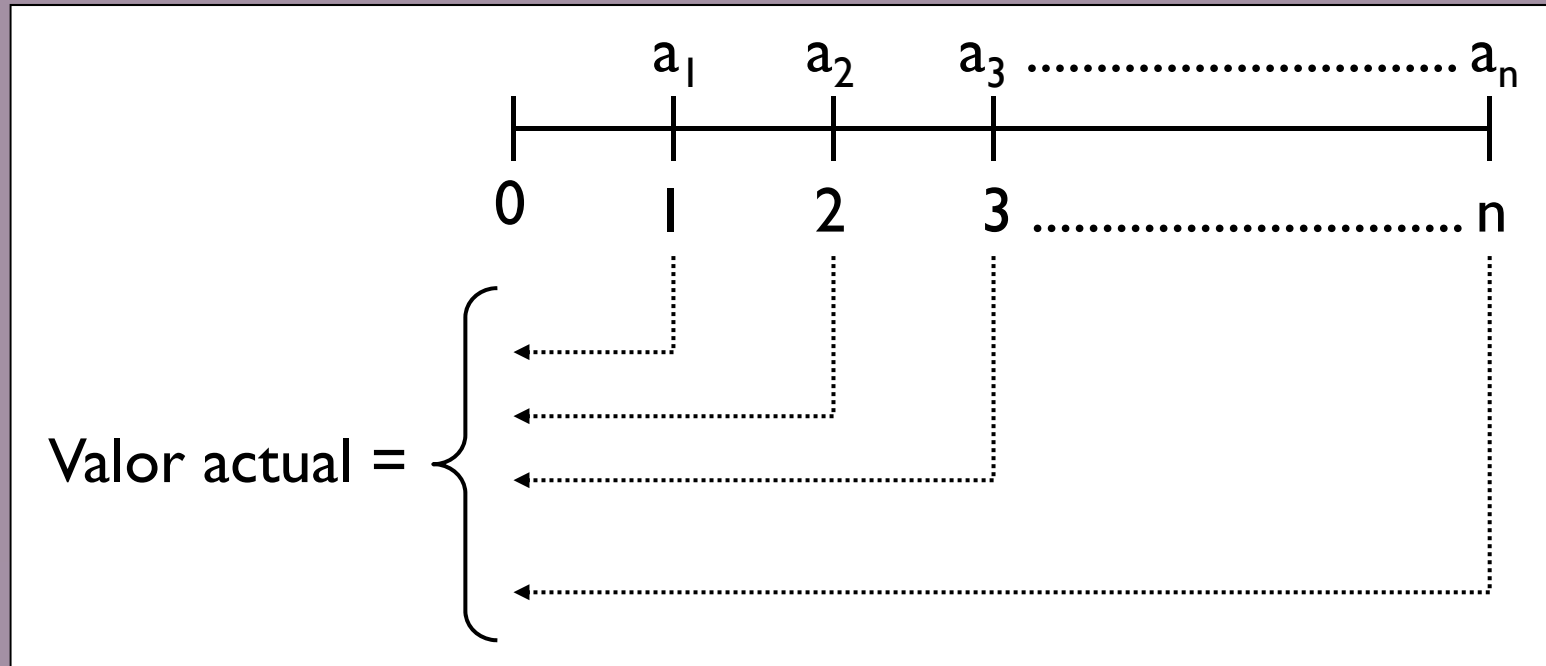 a₁ a₂ a₃ ............................... aₙ
0 1 2 3 ............................... n
Valor actual =